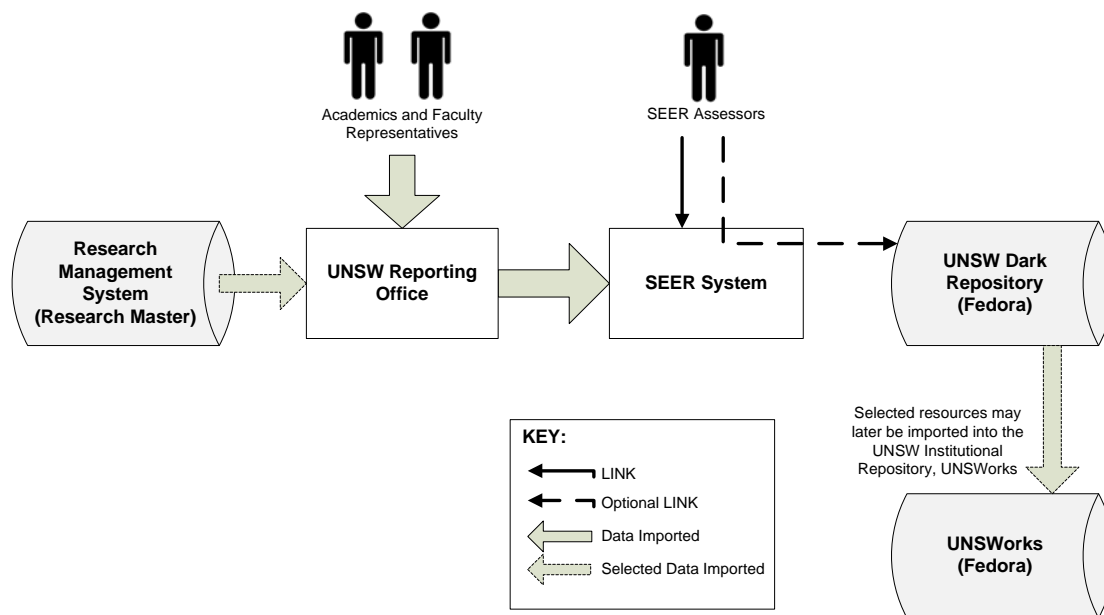 Academics and Faculty
Representatives
SEER Assessors
Research
Management
System
(Research Master)
UNSW Reporting
Office
SEER System
UNSW Dark
Repository
(Fedora)
Selected resources may
later be imported into the
UNSW Institutional
Repository, UNSWorks
KEY:
LINK
Optional LINK
Data Imported
Selected Data Imported
UNSWorks
(Fedora)